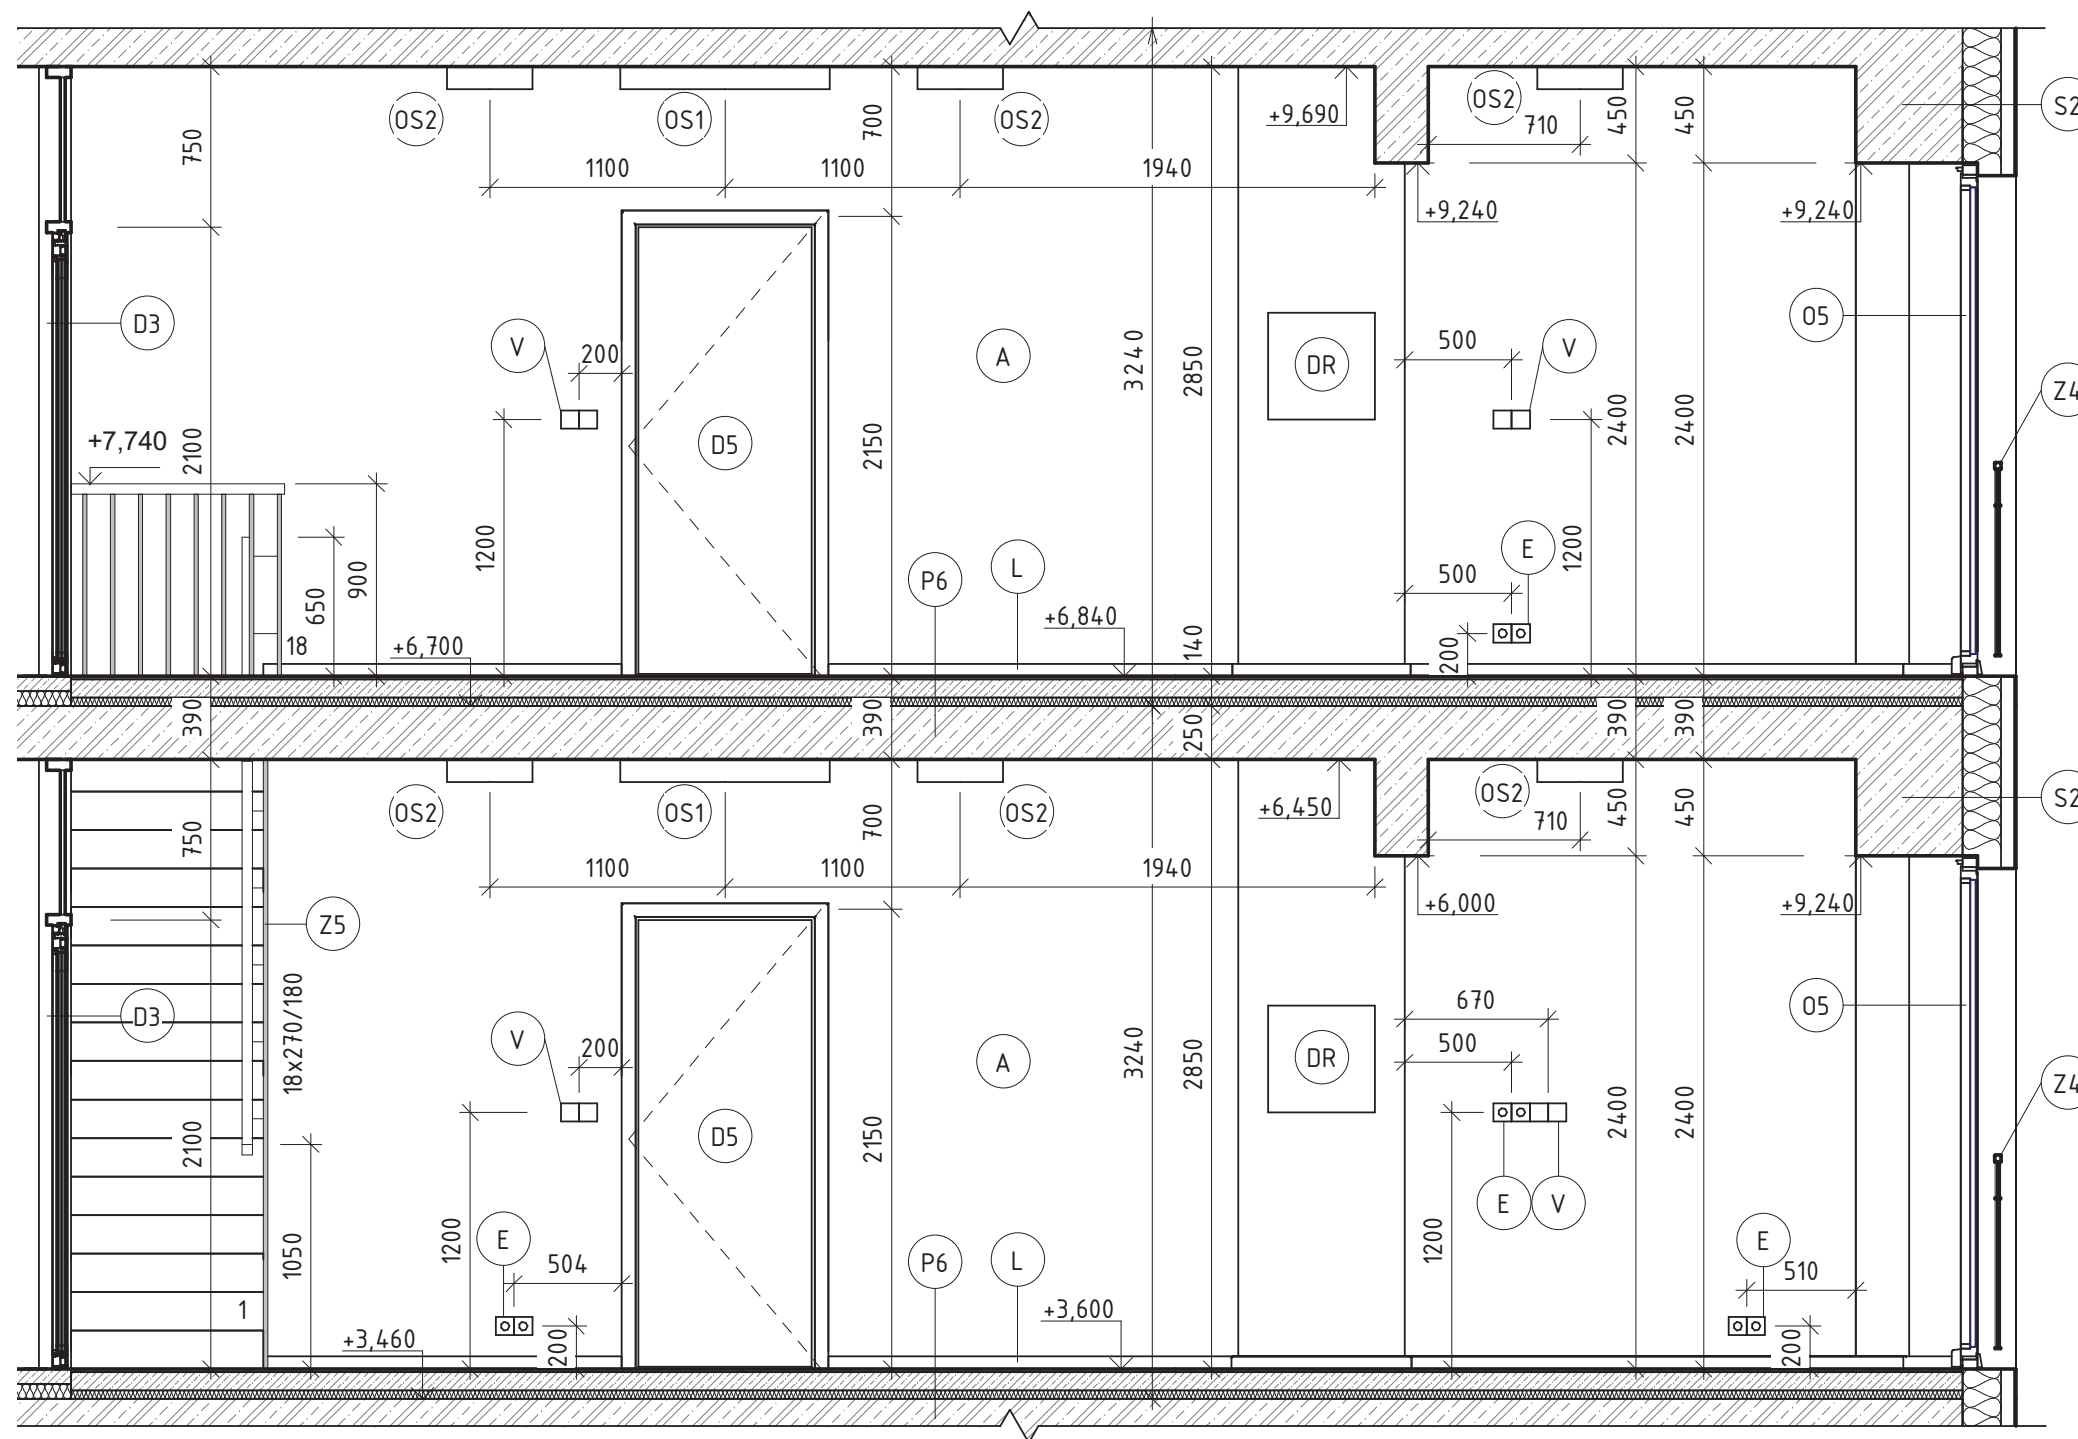 OS2
OS1
OS2
+9,690
OS2
710
450
450
S2
750
700
1100
1100
1940
+9,240
+9,240
D3
V
200
A
3240
2850
DR
500
V
O5
2400
2400
Z4
+7,740
2100
D5
2150
1200
650
900
18
+6,700
P6
L
+6,840
140
E
500
200
1200
390
390
250
390
390
OS2
OS1
OS2
+6,450
OS2
710
450
450
S2
750
700
1100
1100
1940
+6,000
+9,240
Z5
D3
18x270/180
V
200
A
3240
2850
DR
670
500
O5
2400
2400
Z4
2100
D5
2150
E
V
1200
1050
1200
E
504
P6
L
E
510
1
+3,460
200
+3,600
200